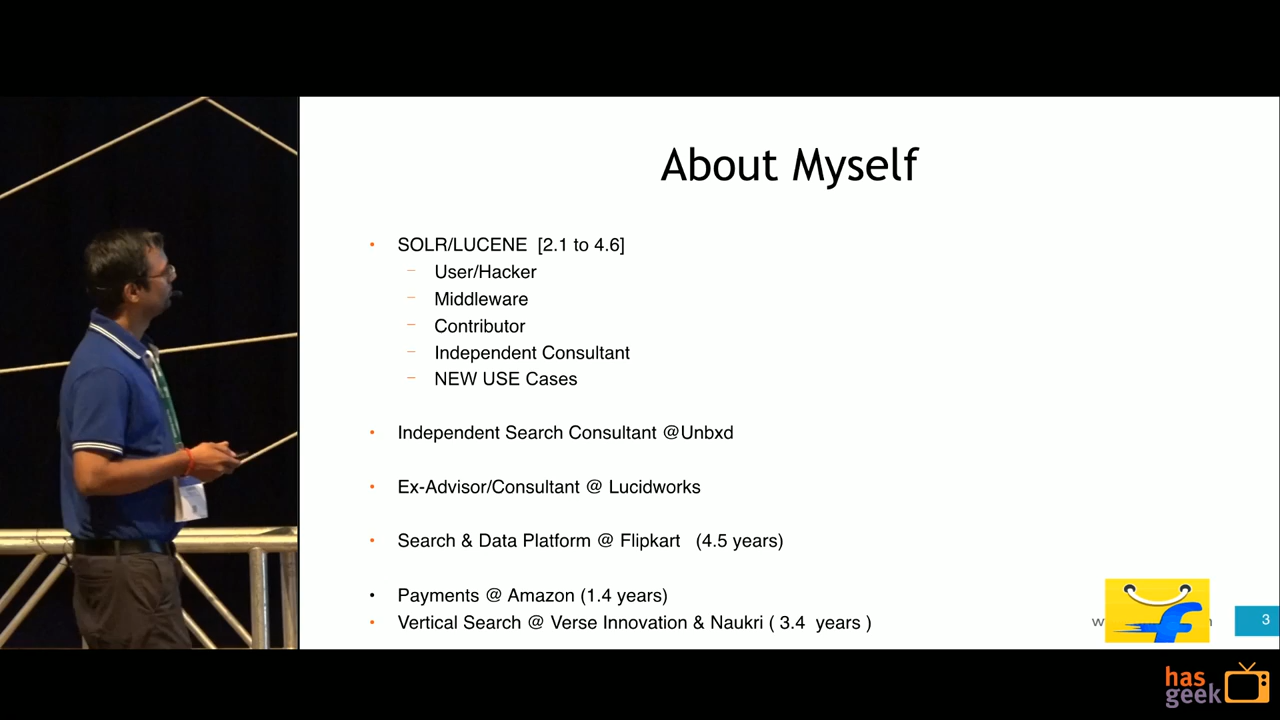 About Myself
• SOLR/LUCENE [2.1 to 4.6]
– User/Hacker
– Middleware
– Contributor
– Independent Consultant
– NEW USE Cases
• Independent Search Consultant @Unbxd
• Ex-Advisor/Consultant @ Lucidworks
• Search & Data Platform @ Flipkart (4.5 years)
• Payments @ Amazon (1.4 years)
• Vertical Search @ Verse Innovation & Naukri ( 3.4 years )
3
has
geek